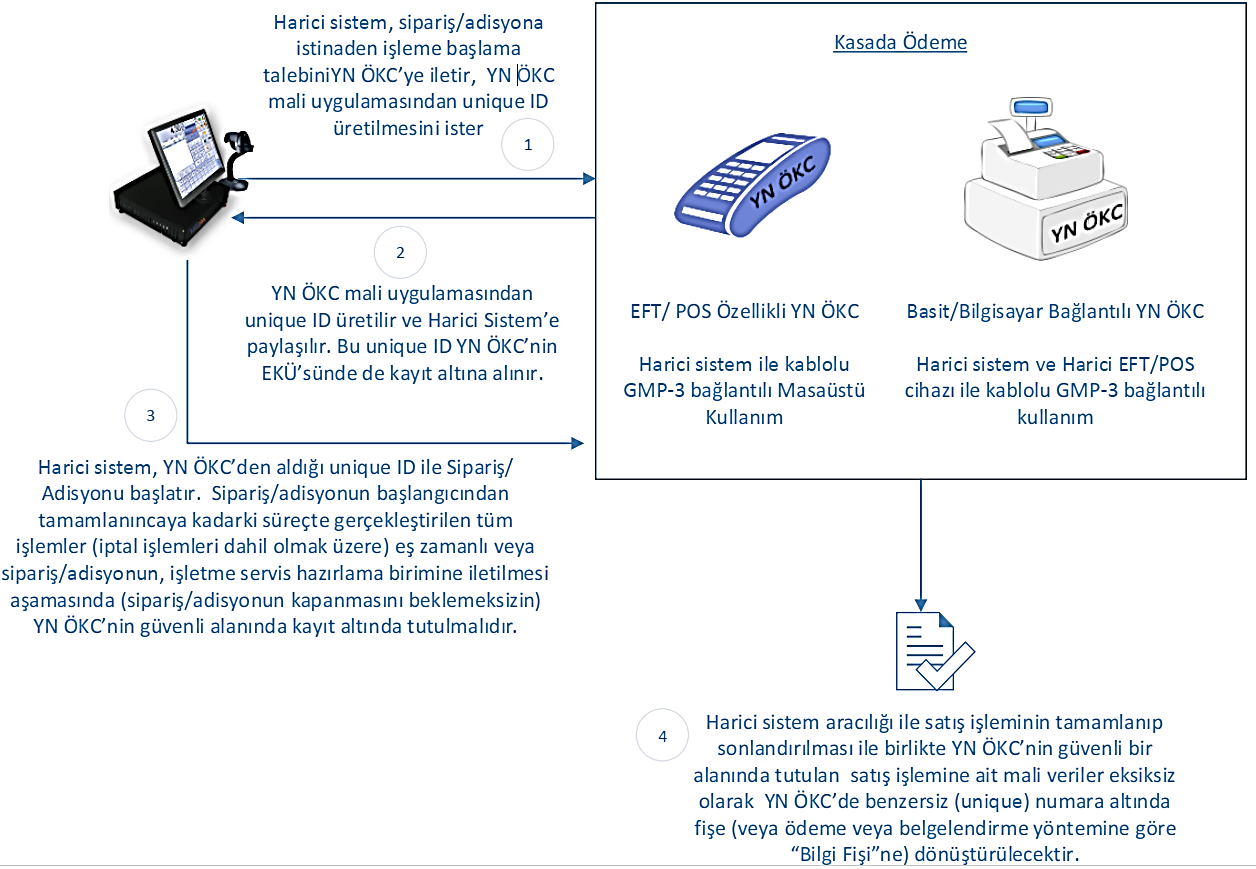 Harici sistem, sipariş/adisyona
istinaden işleme başlama
talebiniYN ÖKC’ye iletir, YN ÖKC
mali uygulamasından unique ID
üretilmesini ister
1
2
YN ÖKC mali uygulamasından
unique ID üretilir ve Harici Sistem’e
paylaşılır. Bu unique ID YN ÖKC’nin
EKÜ’sünde de kayıt altına alınır.
3
Harici sistem, YN ÖKC’den aldığı unique ID ile Sipariş/
Adisyonu başlatır. Sipariş/adisyonun başlangıcından
tamamlanıncaya kadarki süreçte gerçekleştirilen tüm
işlemler (iptal işlemleri dahil olmak üzere) eş zamanlı veya
sipariş/adisyonun, işletme servis hazırlama birimine iletilmesi
aşamasında (sipariş/adisyonun kapanmasını beklemeksizin)
YN ÖKC’nin güvenli alanında kayıt altında tutulmalıdır.
Kasada Ödeme
YN ÖKC
YN ÖKC
EFT/ POS Özellikli YN ÖKC
Harici sistem ile kablolu
GMP-3 bağlantılı Masaüstü
Kullanım
Basit/Bilgisayar Bağlantılı YN ÖKC
Harici sistem ve Harici EFT/POS
cihazı ile kablolu GMP-3 bağlantılı
kullanım
4
Harici sistem aracılığı ile satış işleminin tamamlanıp
sonlandırılması ile birlikte YN ÖKC’nin güvenli bir
alanında tutulan satış işlemine ait mali veriler eksiksiz
olarak YN ÖKC’de benzersiz (unique) numara altında
fişe (veya ödeme veya belgelendirme yöntemine göre
“Bilgi Fişi”ne) dönüştürülecektir.